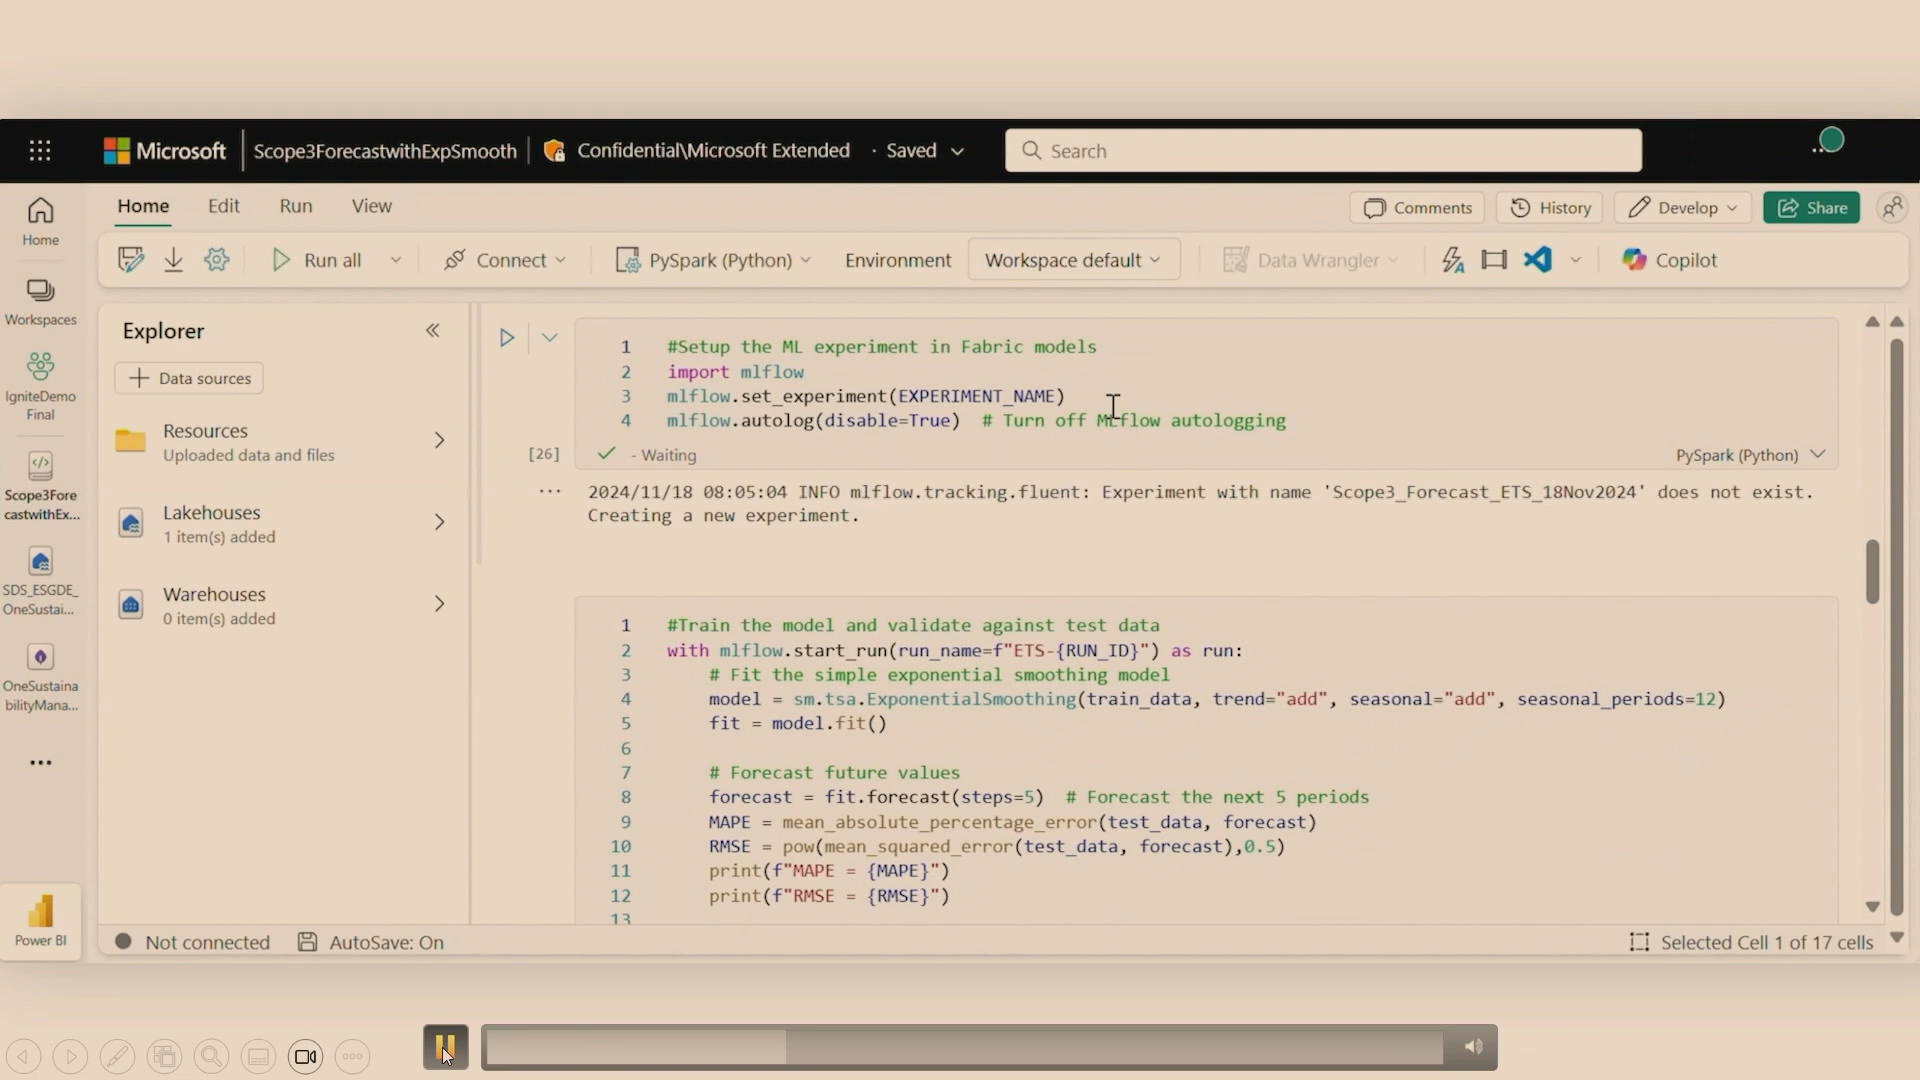 Microsoft
Scope3ForecastwithExpSmooth
Confidential\Microsoft Extended
· Saved
Search
Home
Edit
Run
View
Comments
History
Develop
Share
Run all
Connect
PySpark (Python)
Environment
Workspace default
Data Wrangler
Copilot
Home
Workspaces
IgniteDemo
Final
Scope3Fore
castwithEx...
SDS_ESGDE_
OneSustai...
OneSustaina
bilityMana...
Power BI
Explorer
Data sources
Resources
Uploaded data and files
Lakehouses
1 item(s) added
Warehouses
0 item(s) added
1 #Setup the ML experiment in Fabric models
2 import mlflow
3 mlflow.set_experiment(EXPERIMENT_NAME)
4 mlflow.autolog(disable=True)  # Turn off MLflow autologging
[26]
- Waiting
PySpark (Python)
2024/11/18 08:05:04 INFO mlflow.tracking.fluent: Experiment with name 'Scope3_Forecast_ETS_18Nov2024' does not exist.
Creating a new experiment.
1 #Train the model and validate against test data
2 with mlflow.start_run(run_name=f"ETS-{RUN_ID}") as run:
3     # Fit the simple exponential smoothing model
4     model = sm.tsa.ExponentialSmoothing(train_data, trend="add", seasonal="add", seasonal_periods=12)
5     fit = model.fit()
6
7     # Forecast future values
8     forecast = fit.forecast(steps=5)  # Forecast the next 5 periods
9     MAPE = mean_absolute_percentage_error(test_data, forecast)
10     RMSE = pow(mean_squared_error(test_data, forecast),0.5)
11     print(f"MAPE = {MAPE}")
12     print(f"RMSE = {RMSE}")
13
Not connected
AutoSave: On
Selected Cell 1 of 17 cells